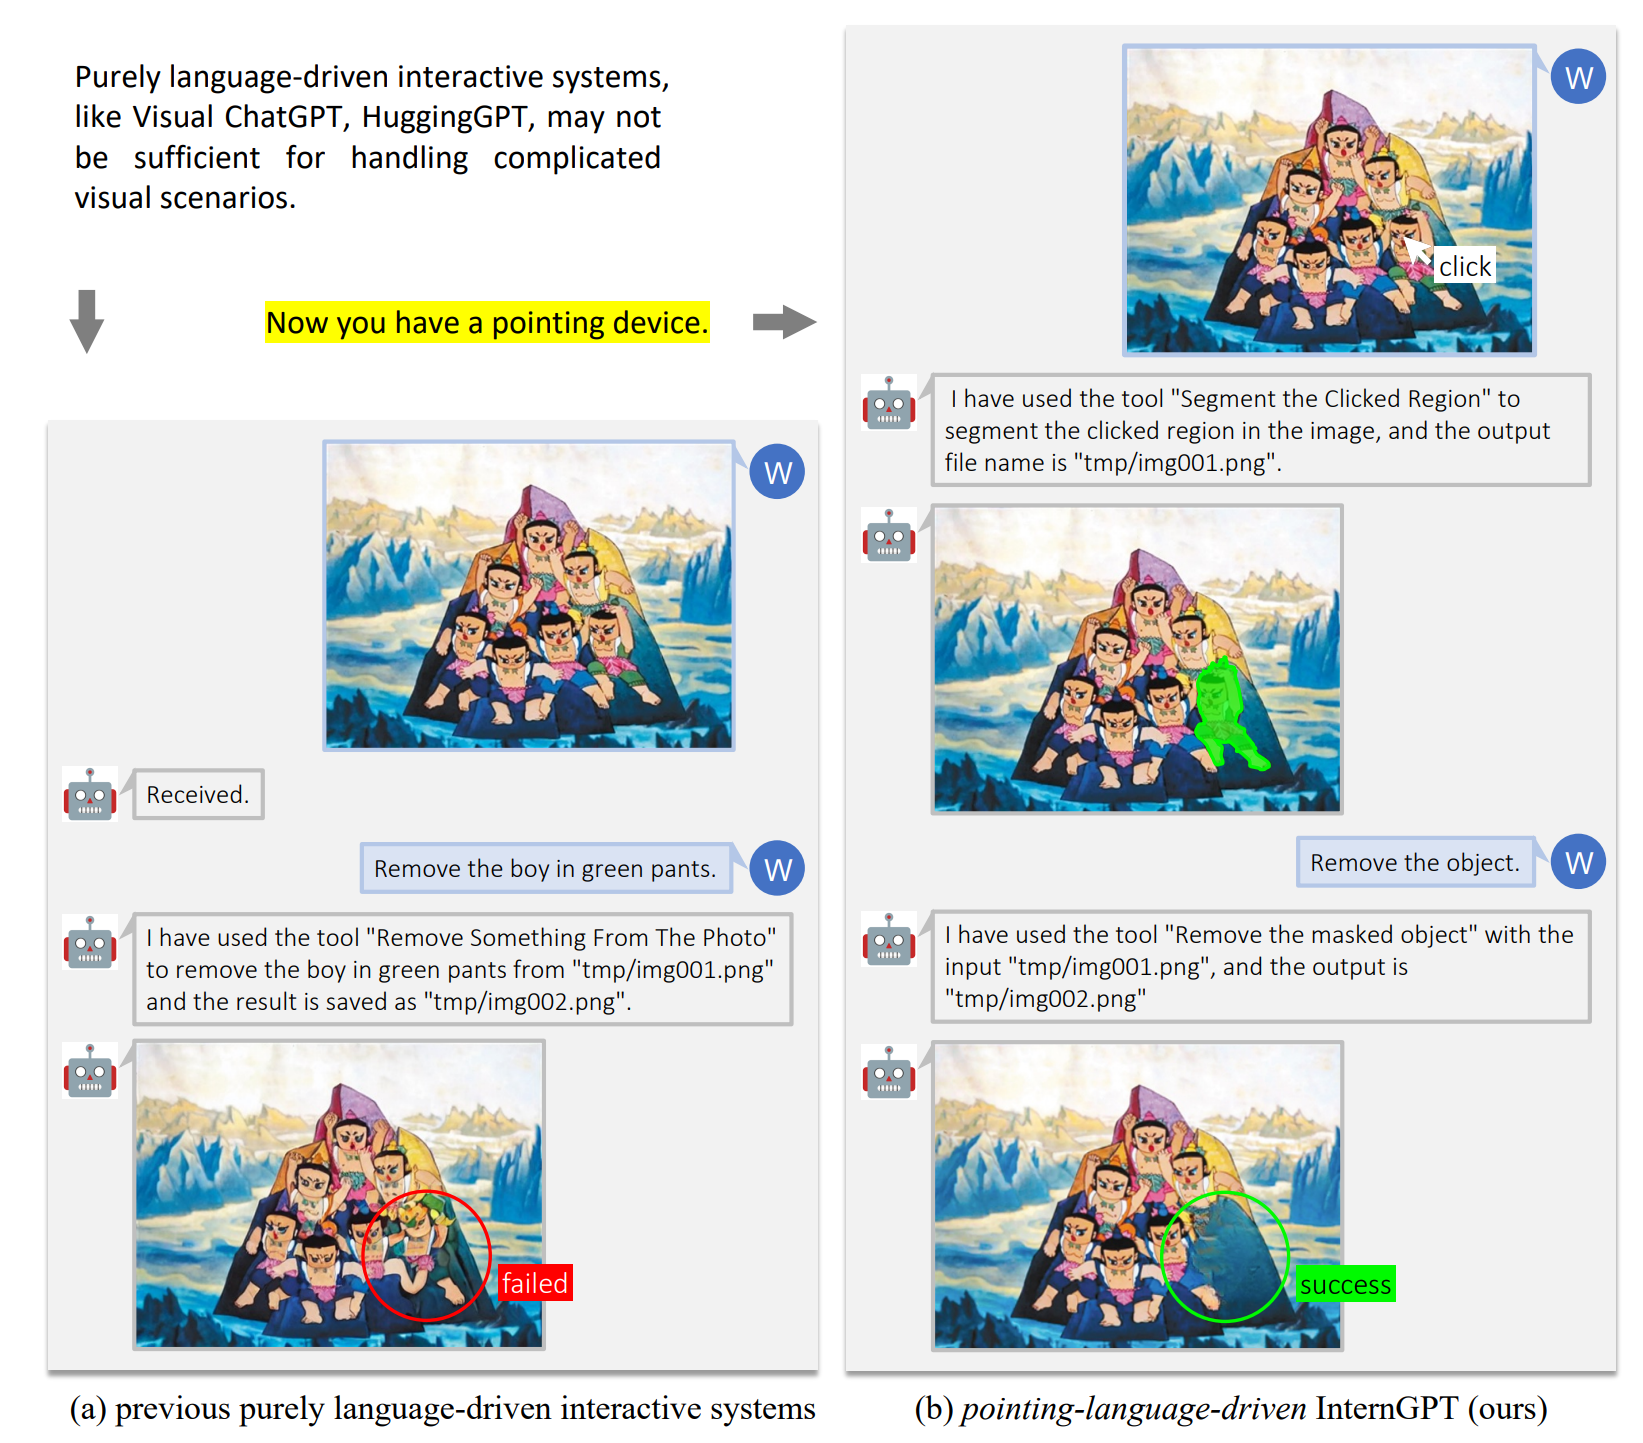 Purely language-driven interactive systems,
like Visual ChatGPT, HuggingGPT, may not
be sufficient for handling complicated
visual scenarios.
Now you have a pointing device.
W
Received.
Remove the boy in green pants.
W
I have used the tool "Remove Something From The Photo"
to remove the boy in green pants from "tmp/img001.png"
and the result is saved as "tmp/img002.png".
failed
(a) previous purely language-driven interactive systems
W
click
I have used the tool "Segment the Clicked Region" to
segment the clicked region in the image, and the output
file name is "tmp/img001.png".
Remove the object.
W
I have used the tool "Remove the masked object" with the
input "tmp/img001.png", and the output is
"tmp/img002.png"
success
(b) pointing-language-driven InternGPT (ours)